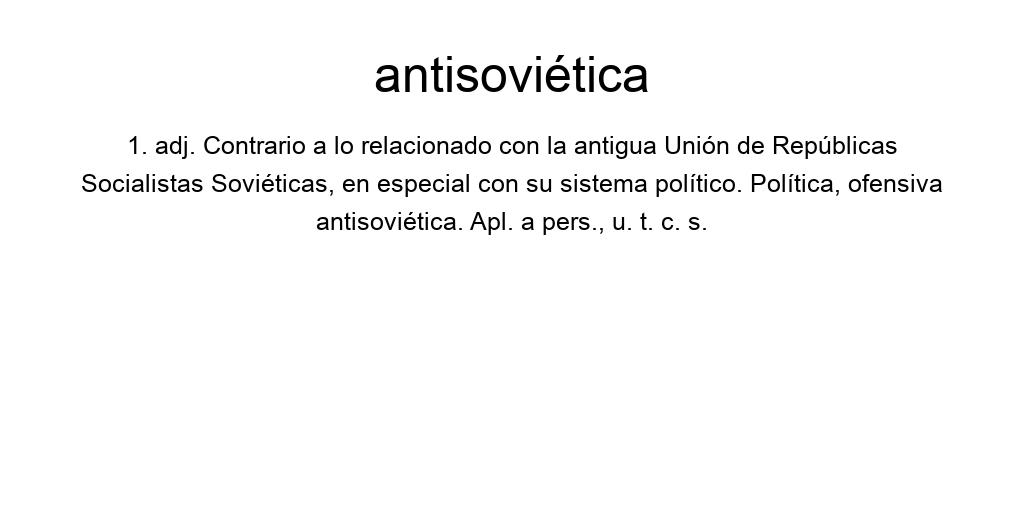 antisoviética
1. adj. Contrario a lo relacionado con la antigua Unión de Repúblicas
Socialistas Soviéticas, en especial con su sistema político. Política, ofensiva
antisoviética. Apl. a pers., u. t. c. s.